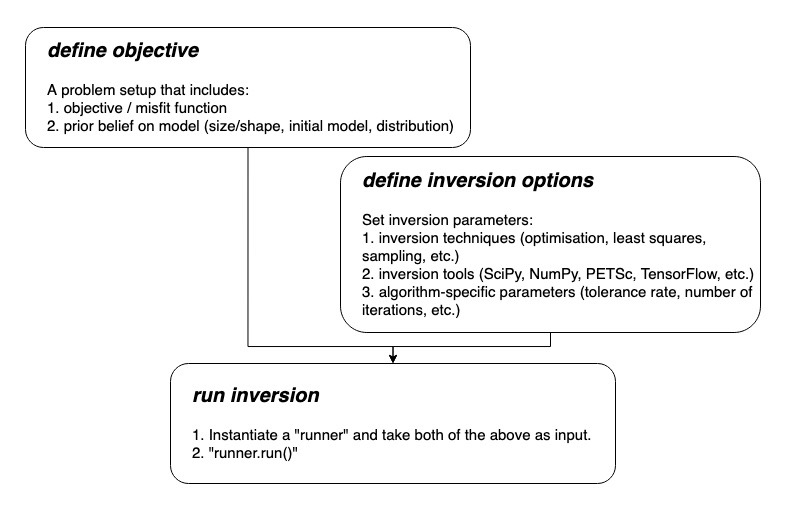 define objective
A problem setup that includes:
1. objective / misfit function
2. prior belief on model (size/shape, initial model, distribution)
define inversion options
Set inversion parameters:
1. inversion techniques (optimisation, least squares,
sampling, etc.)
2. inversion tools (SciPy, NumPy, PETSc, TensorFlow, etc.)
3. algorithm-specific parameters (tolerance rate, number of
iterations, etc.)
run inversion
1. Instantiate a "runner" and take both of the above as input.
2. "runner.run()"